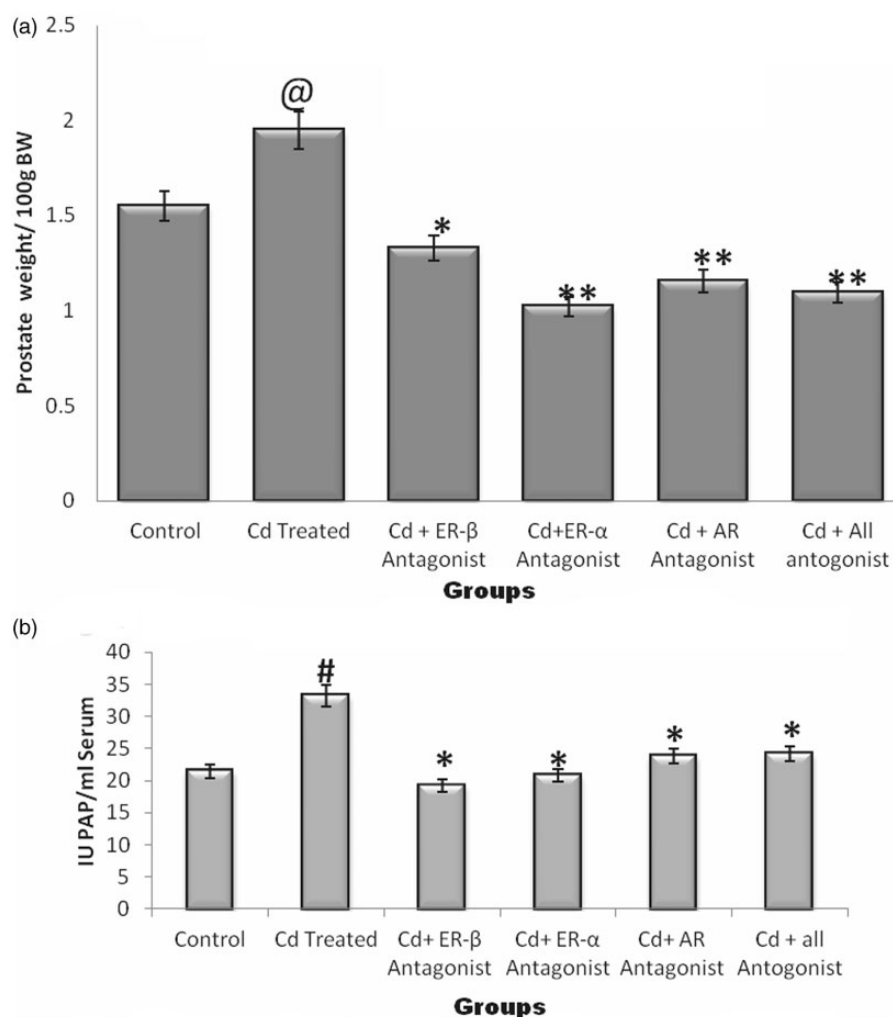 (a)
Prostate weight/ 100g BW
2.5
2
1.5
1
0.5
0
@
*
**
**
**
Control Cd Treated Cd + ER-β Cd+ER-α Cd + AR Cd + All
Antagonist Antagonist Antagonist antogonist
Groups
(b)
IU PAP/ml Serum
40
35
30
25
20
15
10
5
0
#
*
*
*
*
Control Cd Treated Cd+ ER-β Cd+ ER-α Cd+ AR Cd + all
Antagonist Antagonist Antagonist Antogonist
Groups